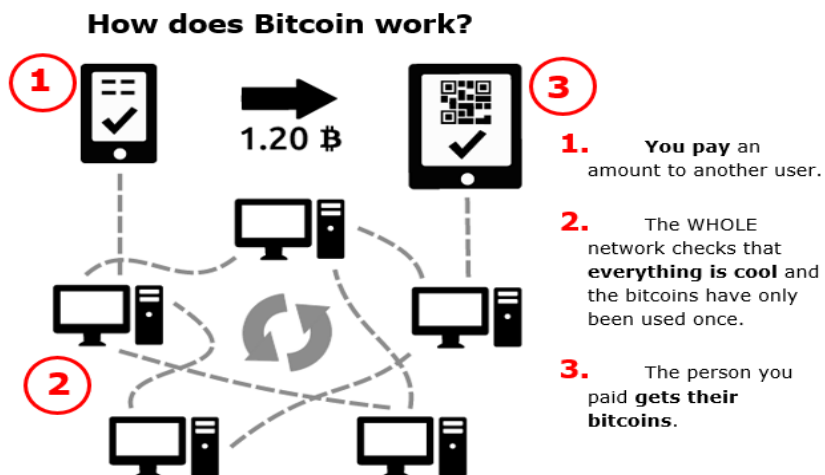 How does Bitcoin work?
1
3
1.20 ₿
2
1. You pay an
amount to another user.
2. The WHOLE
network checks that
everything is cool and
the bitcoins have only
been used once.
3. The person you
paid gets their
bitcoins.